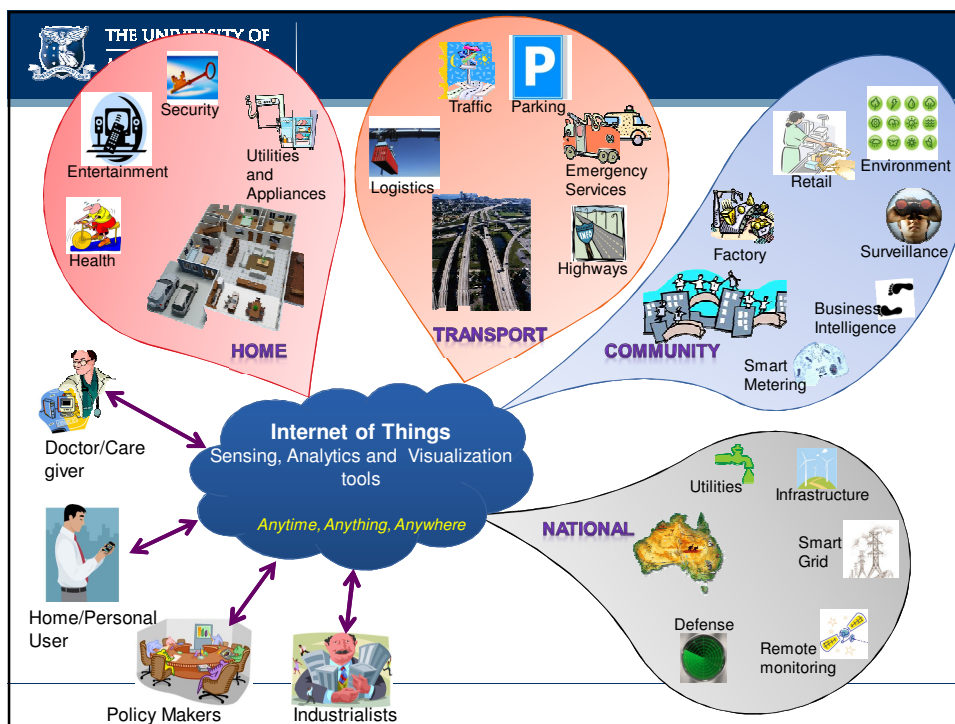 THE UNIVERSITY OF
Security
Entertainment
Utilities
and
Appliances
Health
HOME
Traffic
Parking
P
Logistics
Emergency
Services
INFO
Highways
TRANSPORT
Retail
Environment
Factory
Surveillance
Business
Intelligence
COMMUNITY
Smart
Metering
Doctor/Care
giver
Internet of Things
Sensing, Analytics and Visualization
tools
Anytime, Anything, Anywhere
Utilities
Infrastructure
NATIONAL
Smart
Grid
Defense
Remote
monitoring
Home/Personal
User
Policy Makers
Industrialists